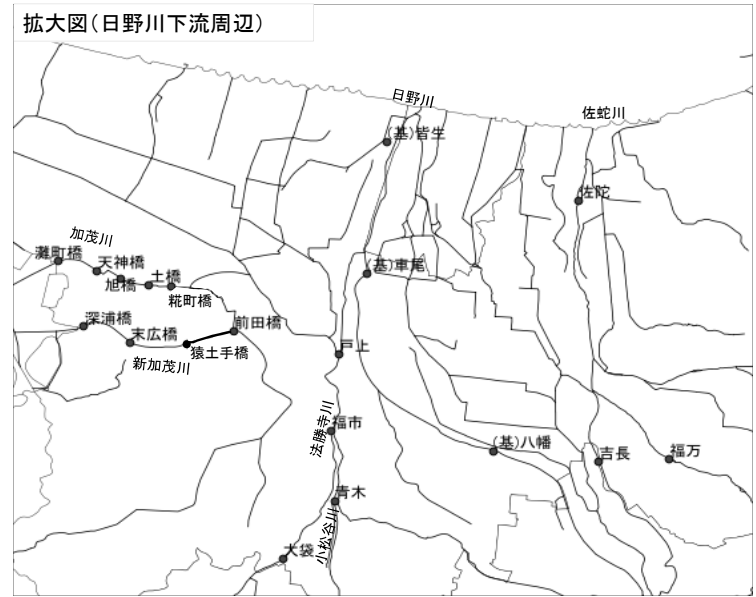 拡大図（日野川下流周辺）
日野川
佐蛇川
(基)皆生
佐陀
加茂川
灘町橋
天神橋
旭橋
土橋
糀町橋
(基)車尾
深浦橋
末広橋
前田橋
猿土手橋
新加茂川
戸上
法勝寺川
福市
(基)八幡
吉長
福万
青木
小松谷川
大袋